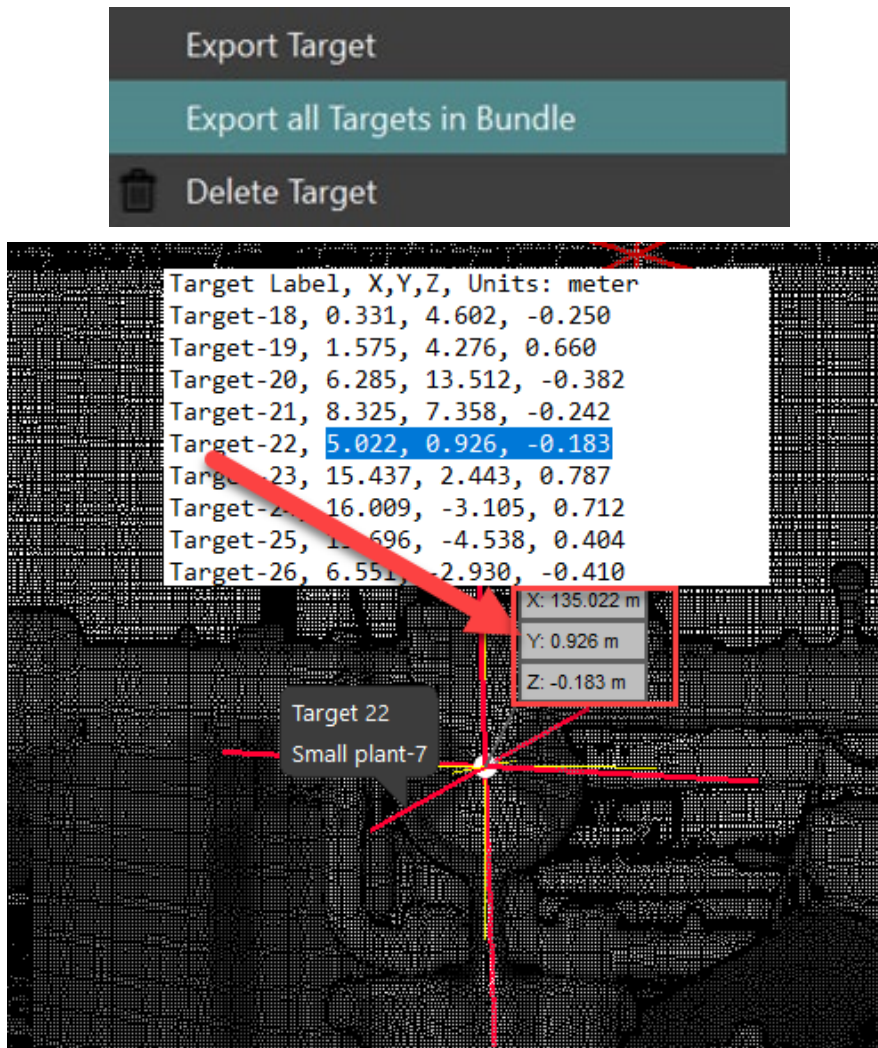 Export Target
Export all Targets in Bundle
Delete Target
Target Label, X,Y,Z, Units: meter
Target-18, 0.331, 4.602, -0.250
Target-19, 1.575, 4.276, 0.660
Target-20, 6.285, 13.512, -0.382
Target-21, 8.325, 7.358, -0.242
Target-22, 5.022, 0.926, -0.183
Target-23, 15.437, 2.443, 0.787
Target-24, 16.009, -3.105, 0.712
Target-25, -4.538, 0.404
Target-26, 6.551, -2.930, -0.410
X: 135.022 m
Y: 0.926 m
Z: -0.183 m
Target 22
Small plant-7